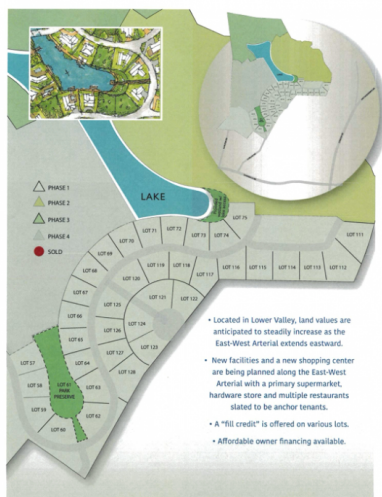 PHASE 1
PHASE 2
PHASE 3
PHASE 4
SOLD
LAKE
LOT 75
LOT 74
LOT 73
LOT 72
LOT 71
LOT 70
LOT 69
LOT 68
LOT 67
LOT 66
LOT 65
LOT 64
LOT 63
LOT 62
LOT 61
PARK
PRESERVE
LOT 60
LOT 59
LOT 58
LOT 57
LOT 111
LOT 112
LOT 113
LOT 114
LOT 115
LOT 116
LOT 117
LOT 118
LOT 119
LOT 120
LOT 121
LOT 122
LOT 123
LOT 124
LOT 125
LOT 126
LOT 127
LOT 128
• Located in Lower Valley, land values are
anticipated to steadily increase as the
East-West Arterial extends eastward.
• New facilities and a new shopping center
are being planned along the East-West
Arterial with a primary supermarket,
hardware store and multiple restaurants
slated to be anchor tenants.
• A "fill credit" is offered on various lots.
• Affordable owner financing available.